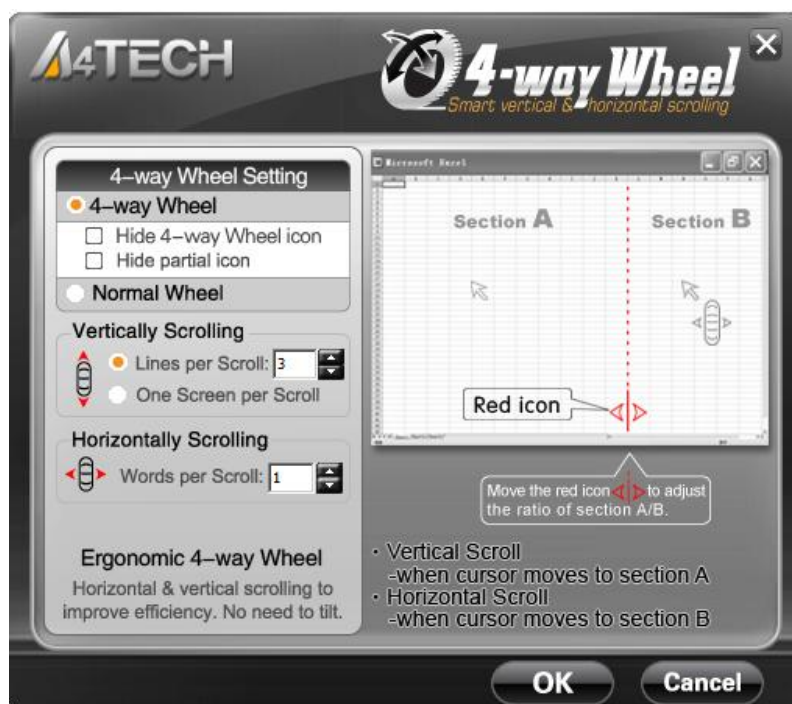 A4TECH
4-way Wheel
Smart vertical & horizontal scrolling
4-way Wheel Setting
4-way Wheel
Hide 4-way Wheel icon
Hide partial icon
Normal Wheel
Vertically Scrolling
Lines per Scroll: 3
One Screen per Scroll
Horizontally Scrolling
Words per Scroll: 1
Ergonomic 4-way Wheel
Horizontal & vertical scrolling to
improve efficiency. No need to tilt.
Microsoft Excel
Section A
Section B
Red icon
Move the red icon to adjust
the ratio of section A/B.
· Vertical Scroll
-when cursor moves to section A
· Horizontal Scroll
-when cursor moves to section B
OK
Cancel